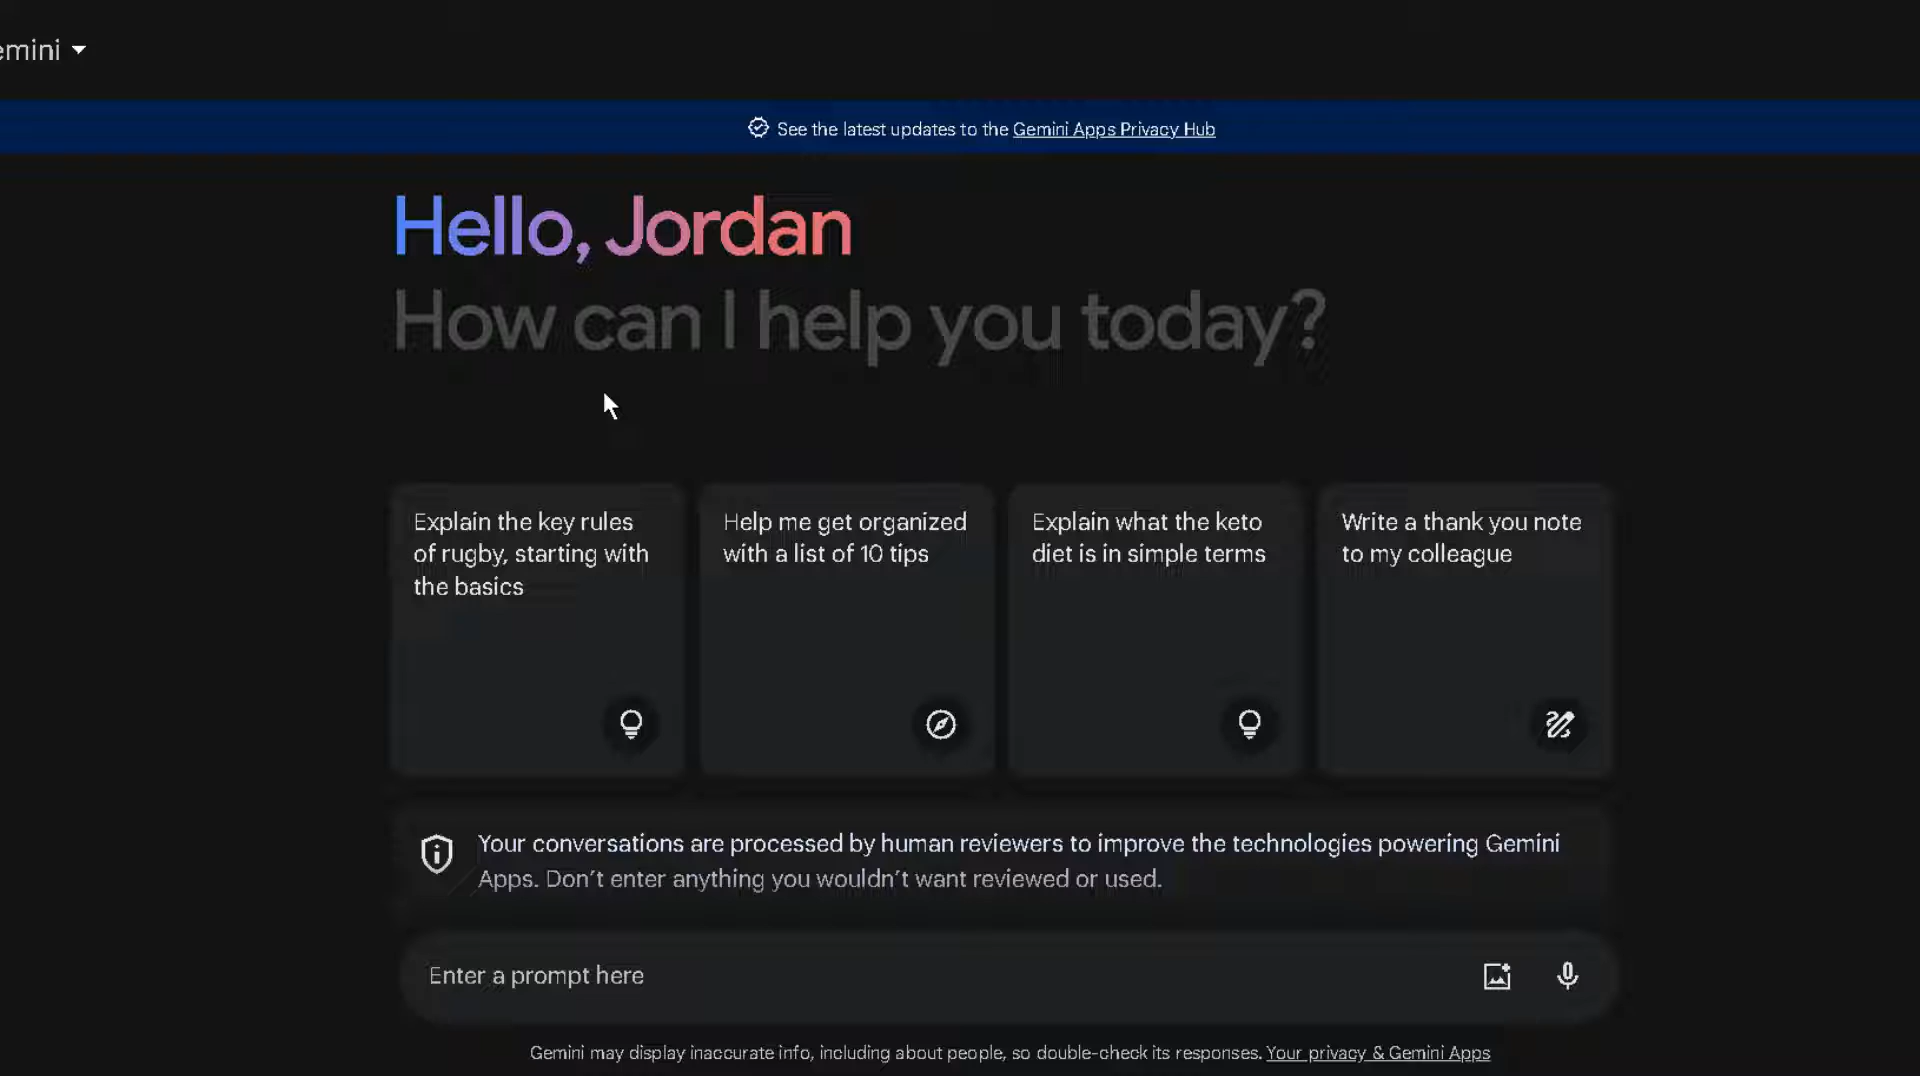 emini
See the latest updates to the Gemini Apps Privacy Hub
Hello, Jordan
How can I help you today?
Explain the key rules
of rugby, starting with
the basics
Help me get organized
with a list of 10 tips
Explain what the keto
diet is in simple terms
Write a thank you note
to my colleague
Your conversations are processed by human reviewers to improve the technologies powering Gemini
Apps. Don't enter anything you wouldn't want reviewed or used.
Enter a prompt here
Gemini may display inaccurate info, including about people, so double-check its responses. Your privacy & Gemini Apps